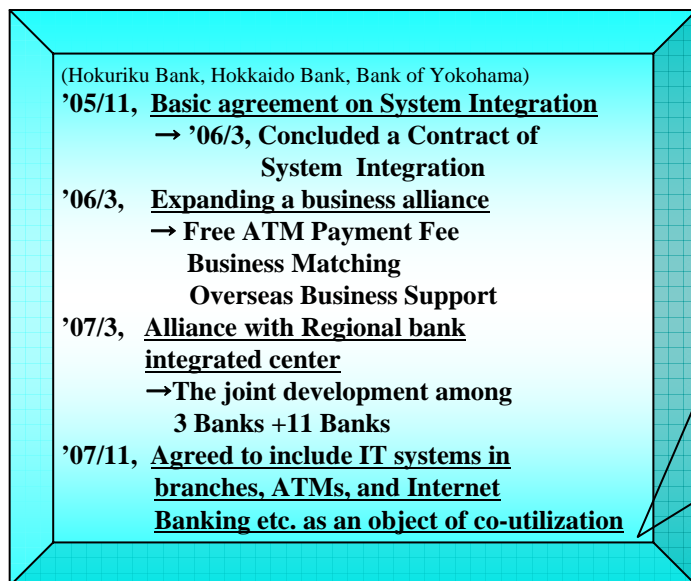 (Hokuriku Bank, Hokkaido Bank, Bank of Yokohama)
’05/11, Basic agreement on System Integration
→ ’06/3, Concluded a Contract of
System Integration
’06/3, Expanding a business alliance
→ Free ATM Payment Fee
Business Matching
Overseas Business Support
’07/3, Alliance with Regional bank
integrated center
→The joint development among
3 Banks +11 Banks
’07/11, Agreed to include IT systems in
branches, ATMs, and Internet
Banking etc. as an object of co-utilization